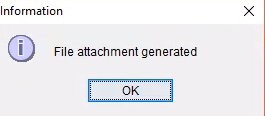 Information
File attachment generated
OK